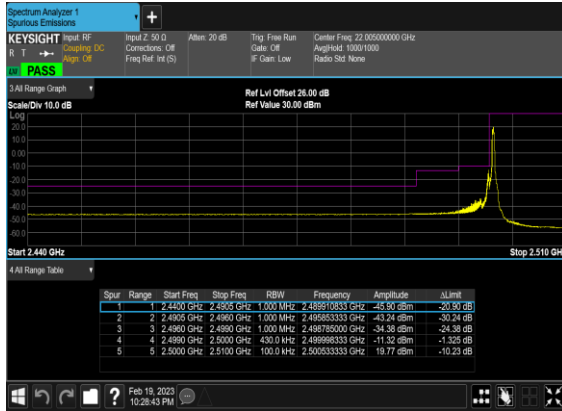 Spectrum Analyzer 1
Spurious Emissions
KEYSIGHT Input: RF
R T Coupling: DC
Align: Off
Input Z: 50 Ω
Corrections: Off
Freq Ref: Int (S)
Atten: 20 dB
Trig: Free Run
Gate: Off
IF Gain: Low
Center Freq: 22.005000000 GHz
Avg|Hold: 1000/1000
Radio Std: None
PASS
3 All Range Graph
Ref Lvl Offset 26.00 dB
Scale/Div 10.0 dB
Ref Value 30.00 dBm
Log
20.0
10.0
0.00
-10.0
-20.0
-30.0
-40.0
-50.0
-60.0
Start 2.440 GHz
Stop 2.510 GH
4 All Range Table
Spur Range Start Freq Stop Freq RBW Frequency Amplitude ΔLimit
1 1 2.4400 GHz 2.4905 GHz 1.000 MHz 2.489910833 GHz -45.90 dBm -20.90 dB
2 2 2.4905 GHz 2.4960 GHz 1.000 MHz 2.495853333 GHz -43.24 dBm -30.24 dB
3 3 2.4960 GHz 2.4990 GHz 1.000 MHz 2.498785000 GHz -34.38 dBm -24.38 dB
4 4 2.4990 GHz 2.5000 GHz 430.0 kHz 2.499998333 GHz -11.32 dBm -1.325 dB
5 5 2.5000 GHz 2.5100 GHz 100.0 kHz 2.500533333 GHz 19.77 dBm -10.23 dB
Feb 19, 2023
10:28:43 PM